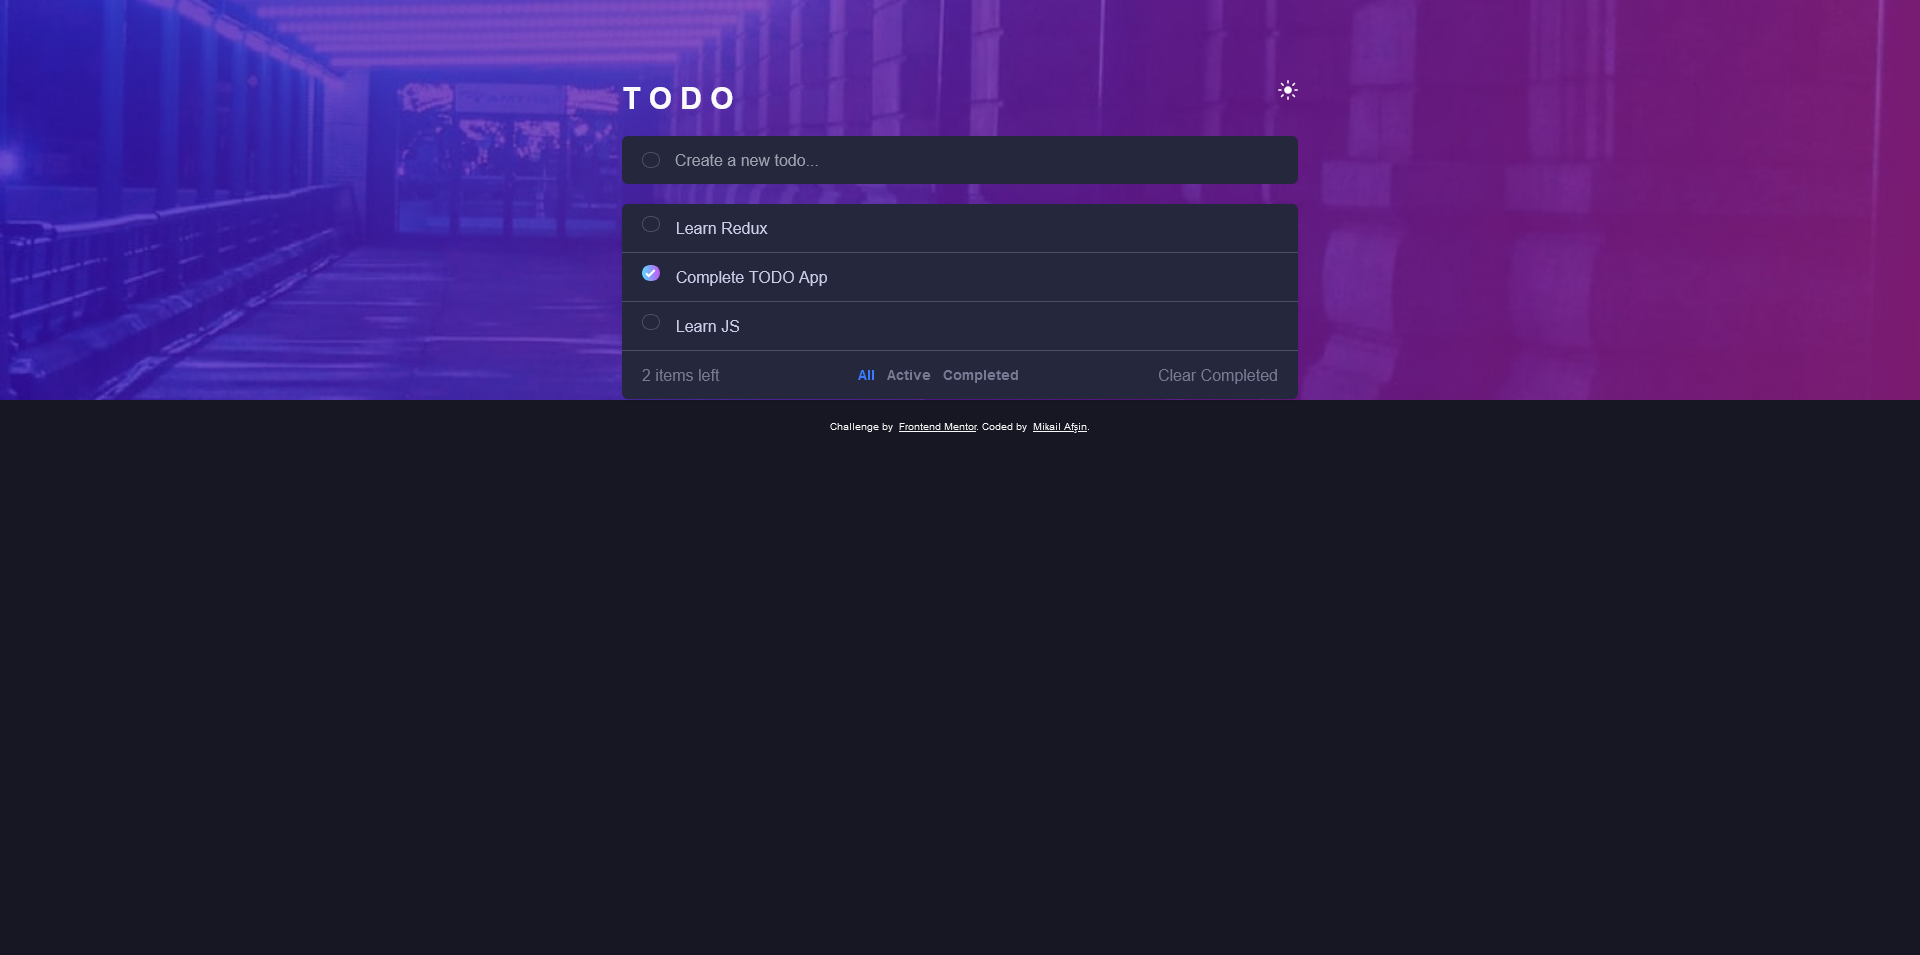 TODO
Create a new todo...
Learn Redux
Complete TODO App
Learn JS
2 items left All Active Completed Clear Completed
Challenge by Frontend Mentor. Coded by Mikail Afşin.